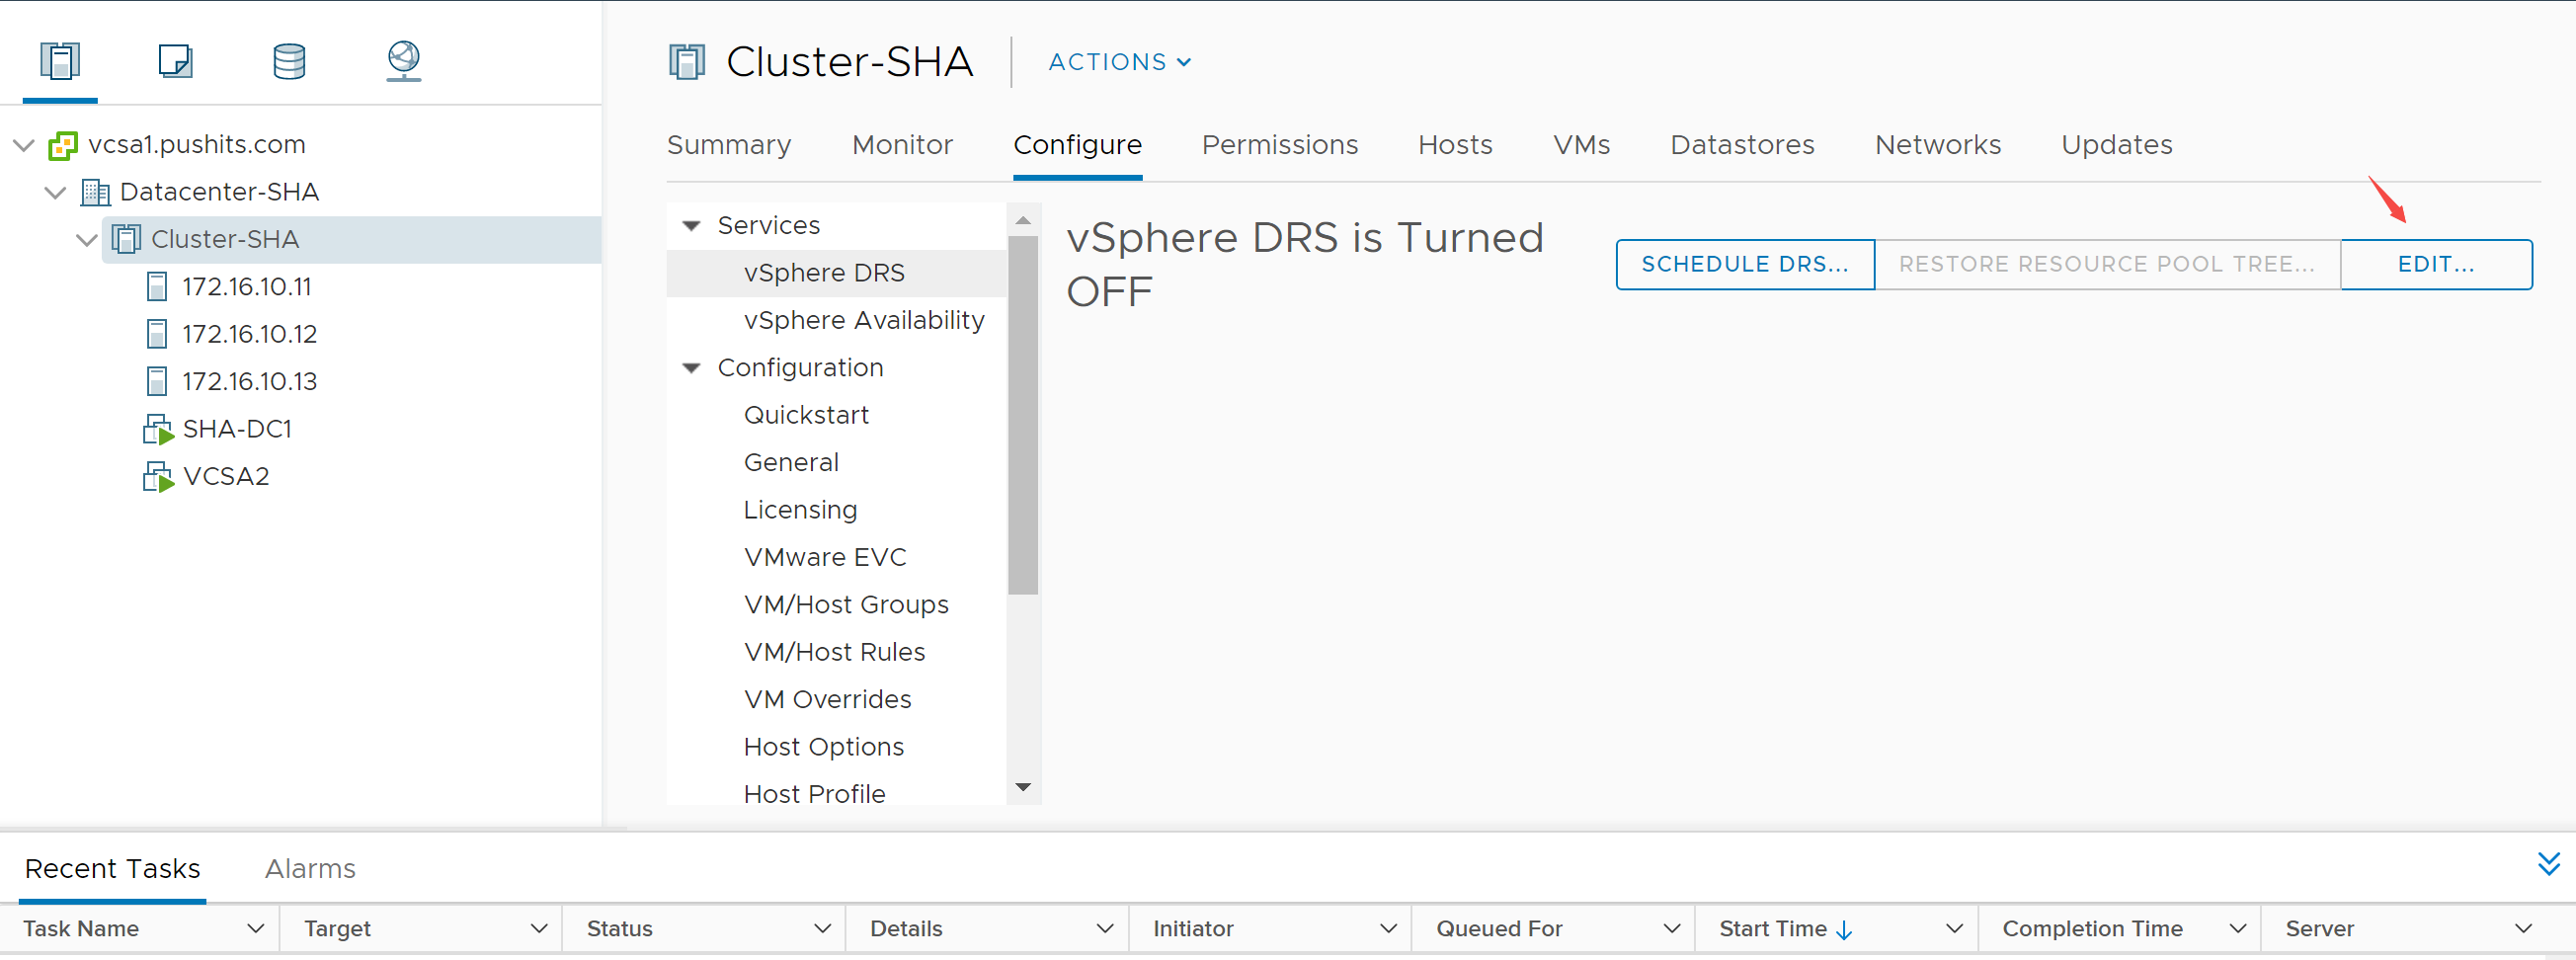 vcsa1.pushits.com
Datacenter-SHA
Cluster-SHA
172.16.10.11
172.16.10.12
172.16.10.13
SHA-DC1
VCSA2
Cluster-SHA
ACTIONS
Summary Monitor Configure Permissions Hosts VMs Datastores Networks Updates
Services
vSphere DRS
vSphere Availability
Configuration
Quickstart
General
Licensing
VMware EVC
VM/Host Groups
VM/Host Rules
VM Overrides
Host Options
Host Profile
vSphere DRS is Turned
OFF
SCHEDULE DRS... RESTORE RESOURCE POOL TREE... EDIT...
Recent Tasks Alarms
Task Name Target Status Details Initiator Queued For Start Time Completion Time Server